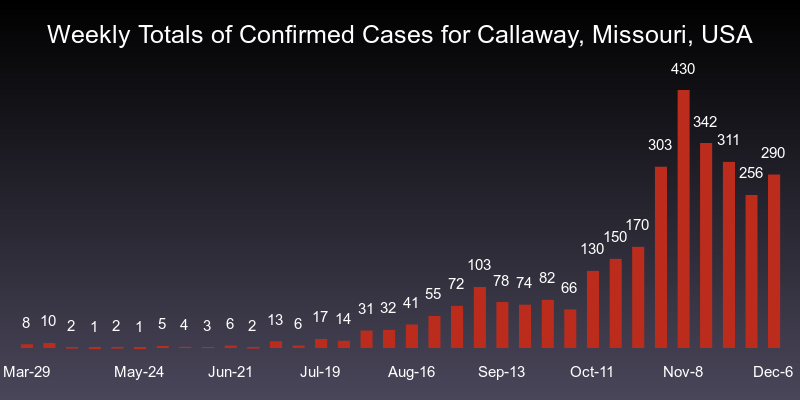 Weekly Totals of Confirmed Cases for Callaway, Missouri, USA
8 10 2 1 2 1 5 4 3 6 2 13 6 17 14 31 32 41 55 72 103 78 74 82 66 130 150 170 303 430 342 311 256 290
Mar-29 May-24 Jun-21 Jul-19 Aug-16 Sep-13 Oct-11 Nov-8 Dec-6